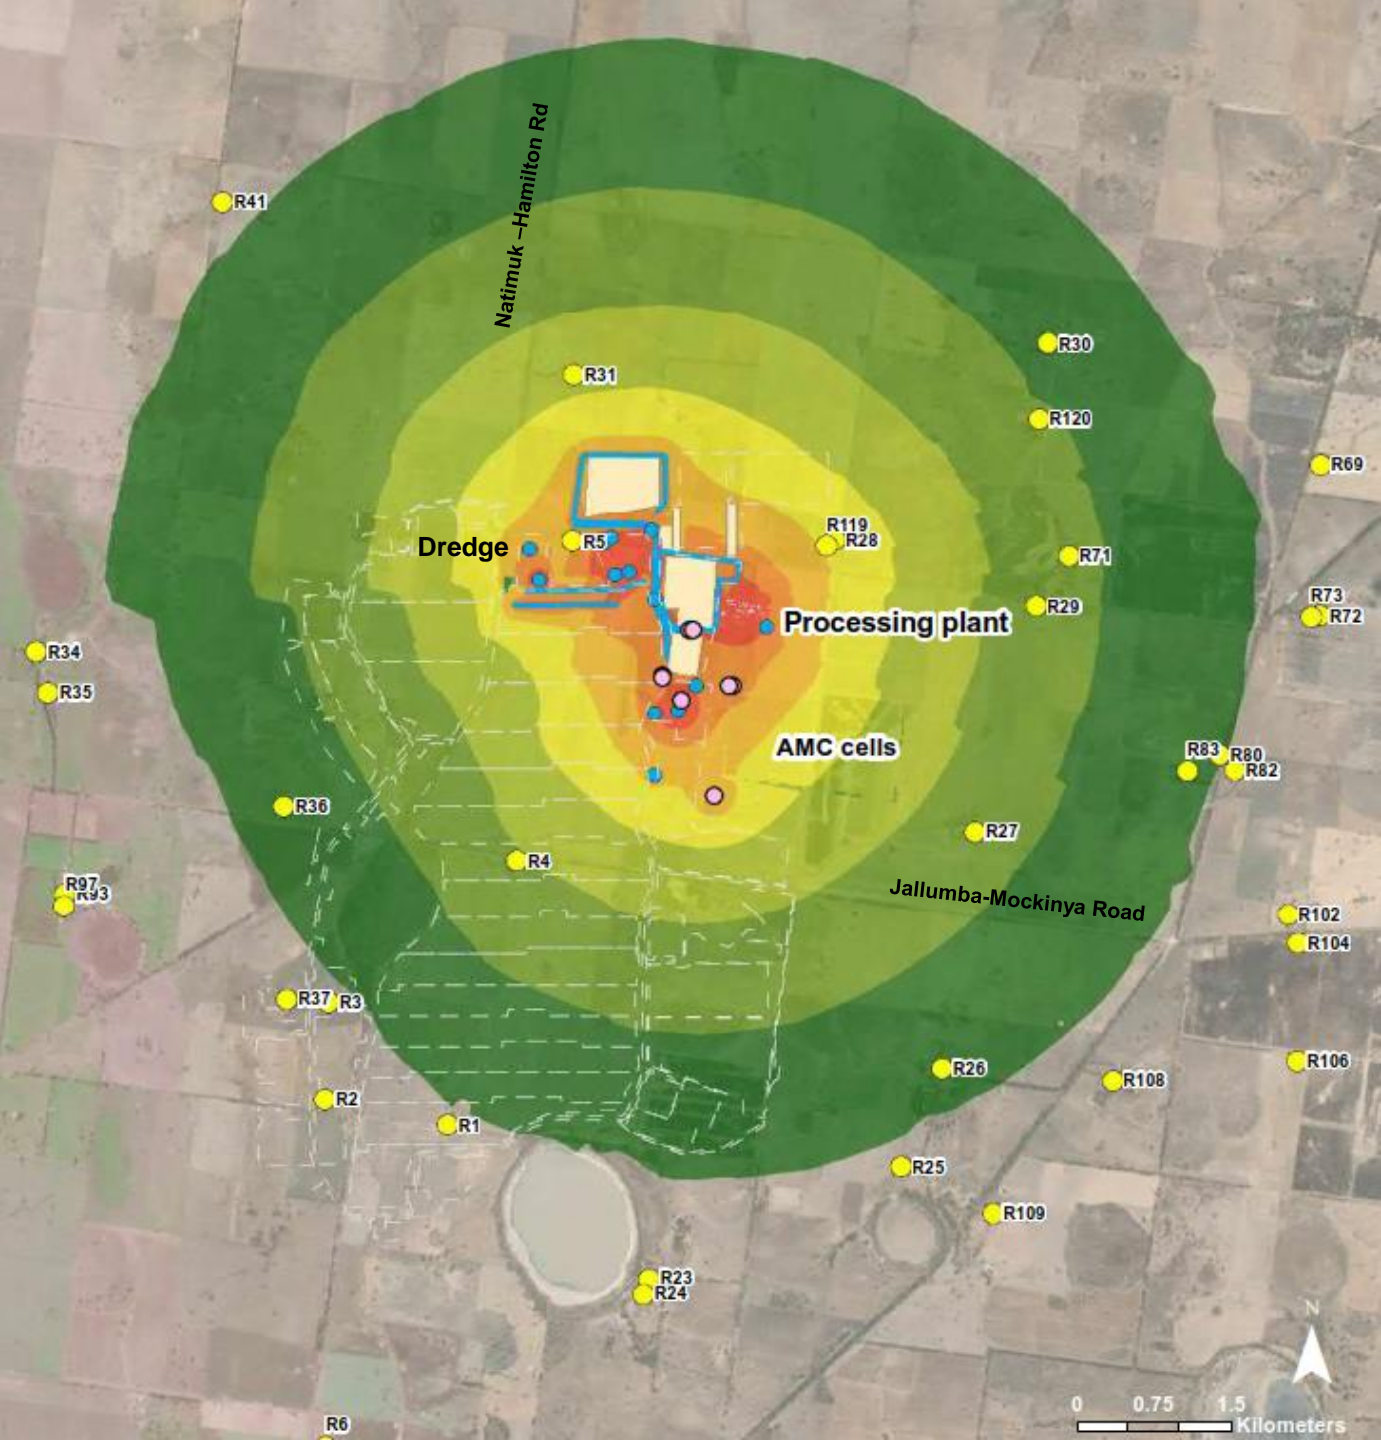 Natimuk –Hamilton Rd
R41
R30
R31
R120
R69
R119
R28
R5
Dredge
R71
R29
R73
R72
Processing plant
R34
R35
R83
R80
R82
AMC cells
R36
R27
R4
Jallumba-Mockinya Road
R97
R93
R102
R104
R37
R3
R106
R26
R108
R2
R1
R25
R109
R23
R24
N
0 0.75 1.5
Kilometers
R6